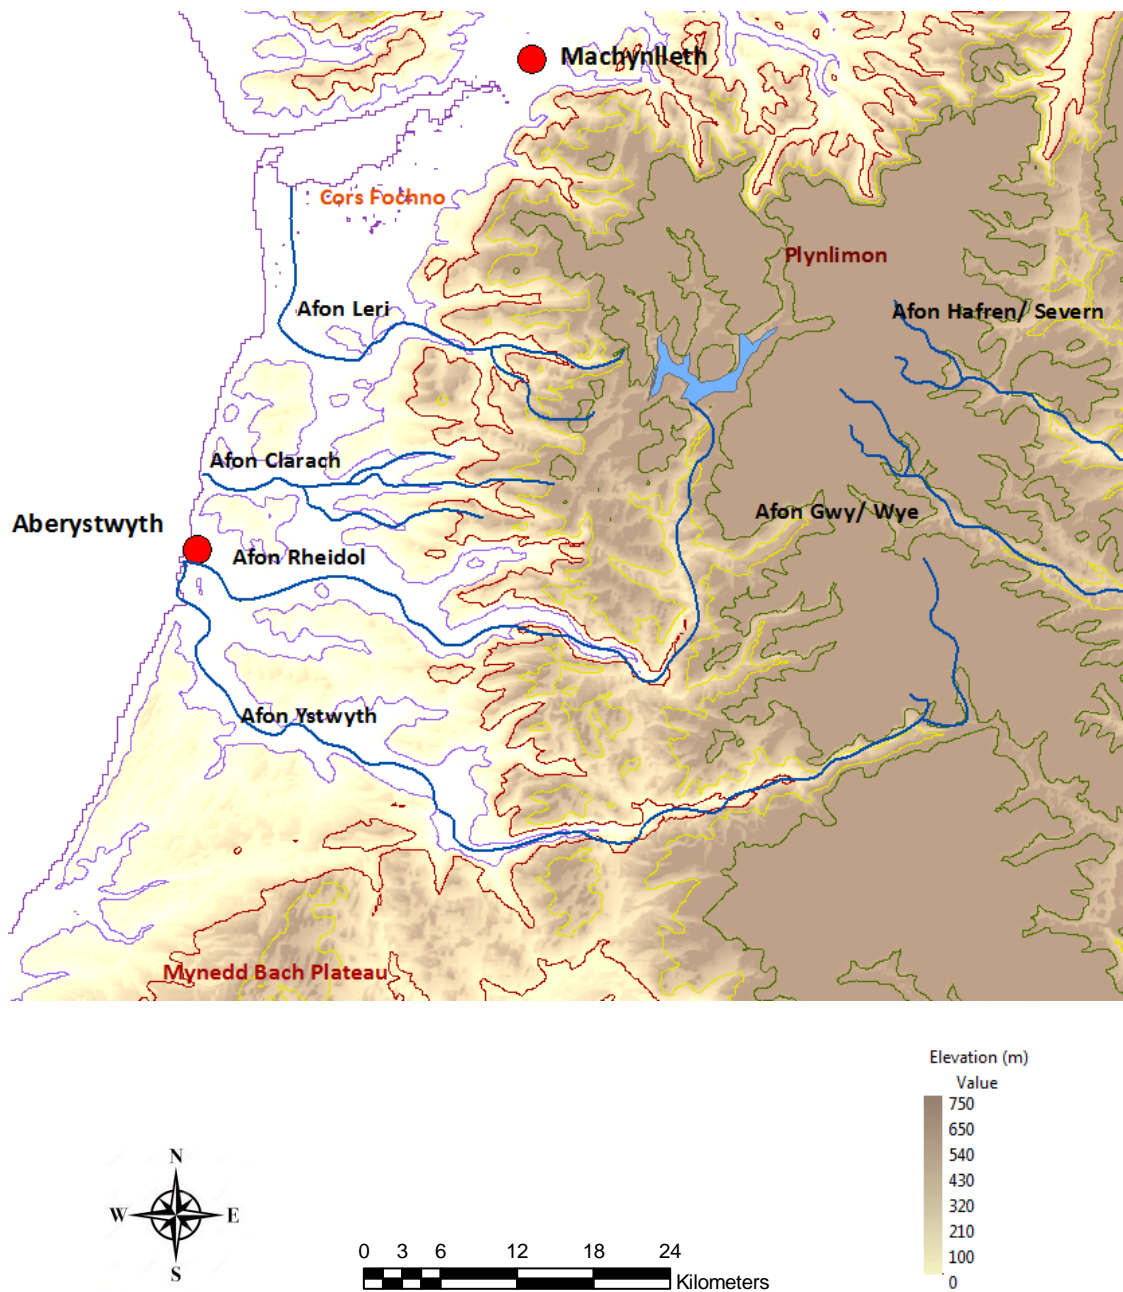 Machynlleth
Cors Fochno
Plynlimon
Afon Leri
Afon Hafren/ Severn
Afon Clarach
Aberystwyth
Afon Gwy/ Wye
Afon Rheidol
Afon Ystwyth
Mynedd Bach Plateau
Elevation (m)
Value
750
650
540
430
320
210
100
0
N
W
E
S
0 3 6 12 18 24
Kilometers